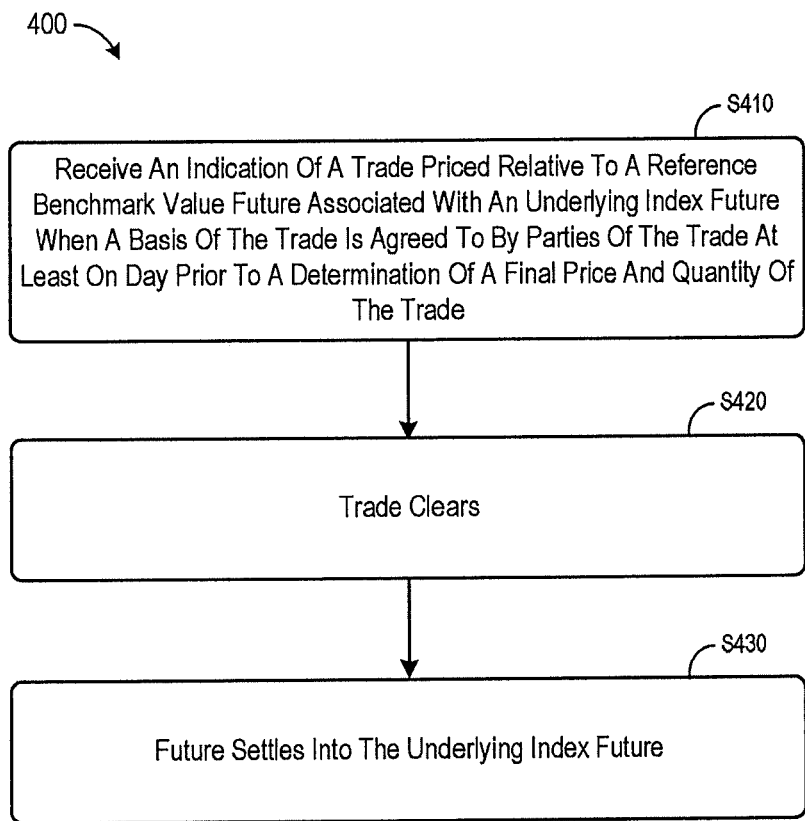 400
S410
Receive An Indication Of A Trade Priced Relative To A Reference
Benchmark Value Future Associated With An Underlying Index Future
When A Basis Of The Trade Is Agreed To By Parties Of The Trade At
Least On Day Prior To A Determination Of A Final Price And Quantity Of
The Trade
S420
Trade Clears
S430
Future Settles Into The Underlying Index Future